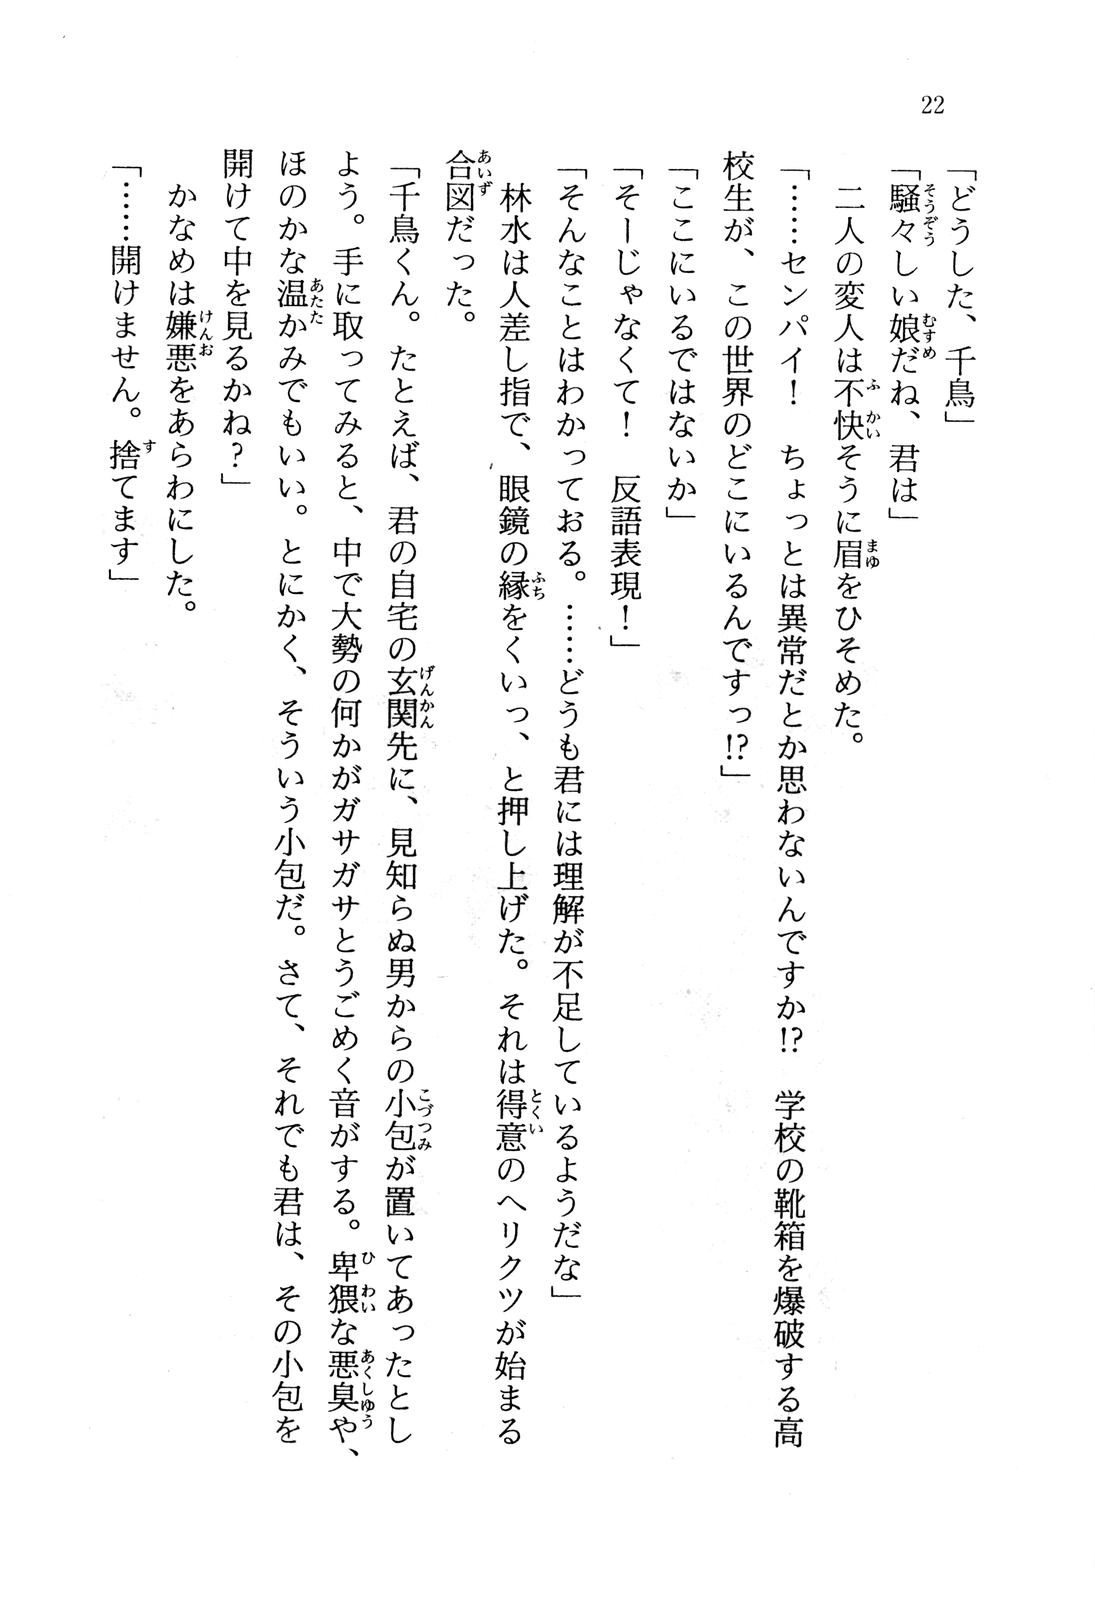 22
「どうした、千鳥」
「騒々しい娘だね、君は」
　二人の変人は不快そうに眉をひそめた。
「……センパイ！　ちょっとは異常だとか思わないんですか!?　学校の靴箱を爆破する高
校生が、この世界のどこにいるんですっ!?」
「ここにいるではないか」
「そーじゃなくて！　反語表現！」
「そんなことはわかっておる。……どうも君には理解が不足しているようだな」
　林水は人差し指で、眼鏡の縁をくいっ、と押し上げた。それは得意のヘリクツが始まる
合図だった。
「千鳥くん。たとえば、君の自宅の玄関先に、見知らぬ男からの小包が置いてあったとし
よう。手に取ってみると、中で大勢の何かがガサガサとうごめく音がする。卑猥な悪臭や、
ほのかな温かみでもいい。とにかく、そういう小包だ。さて、それでも君は、その小包を
開けて中を見るかね？」
　かなめは嫌悪をあらわにした。
「……開けません。捨てます」